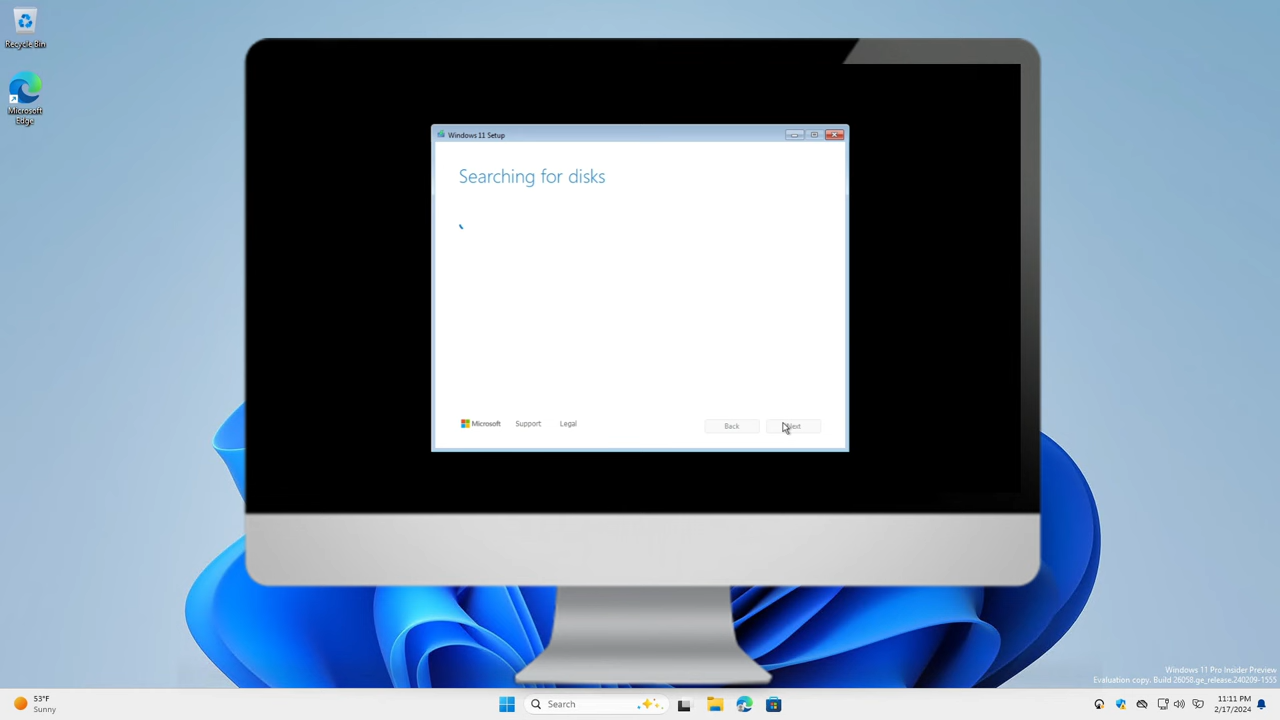 Recycle Bin
Microsoft
Edge
Windows 11 Setup
Searching for disks
Microsoft
Support
Legal
Back
Next
Windows 11 Pro Insider Preview
Evaluation copy. Build 26058.ge_release.240209-1555
53°F
Sunny
Search
11:11 PM
2/17/2024